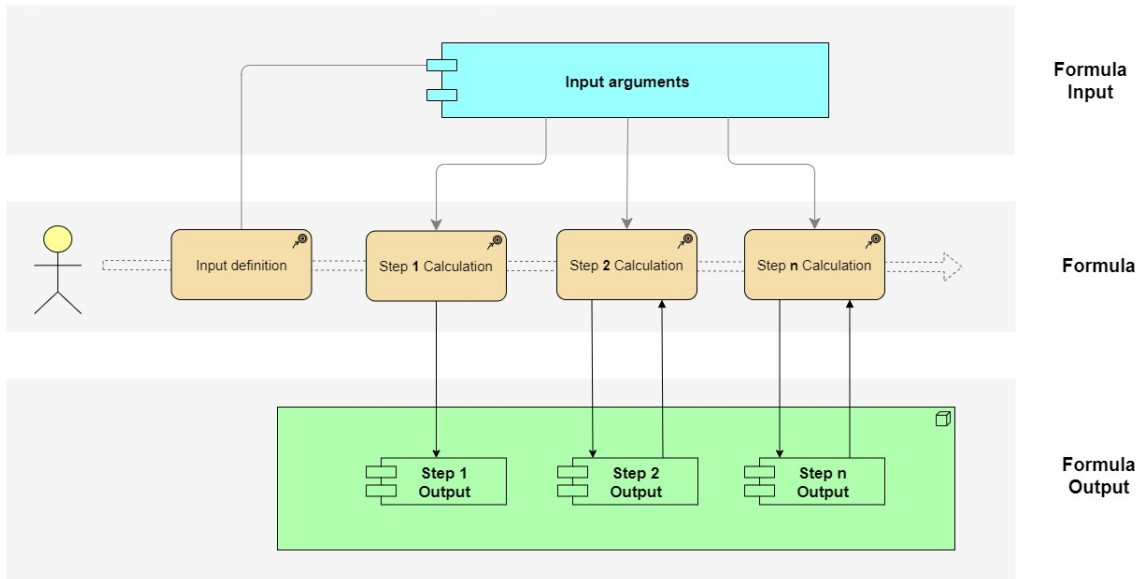 Input arguments
Formula
Input
Input definition
Step 1 Calculation
Step 2 Calculation
Step n Calculation
Formula
Step 1
Output
Step 2
Output
Step n
Output
Formula
Output